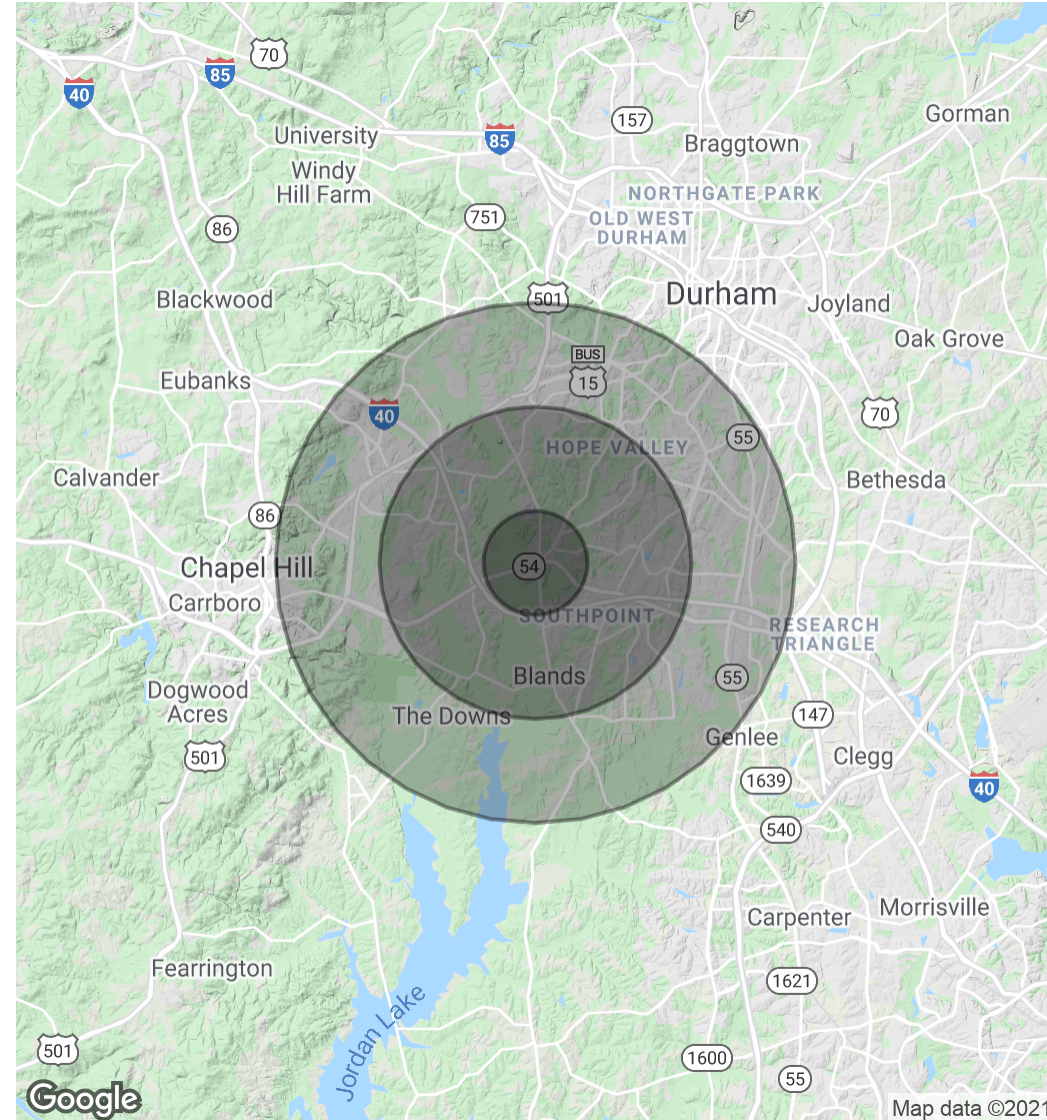 70
85
40
157
Gorman
University
85
Braggtown
Windy
Hill Farm
NORTHGATE PARK
751
OLD WEST
DURHAM
86
Blackwood
501
Durham
Joyland
Oak Grove
BUS
15
Eubanks
40
70
55
HOPE VALLEY
Calvander
Bethesda
86
54
Chapel Hill
Carrboro
SOUTHPOINT
RESEARCH
TRIANGLE
Blands
55
Dogwood
Acres
The Downs
147
Genlee
501
Clegg
1639
40
540
Carpenter
Morrisville
Fearrington
1621
Jordan Lake
501
1600
55
Google
Map data ©2021